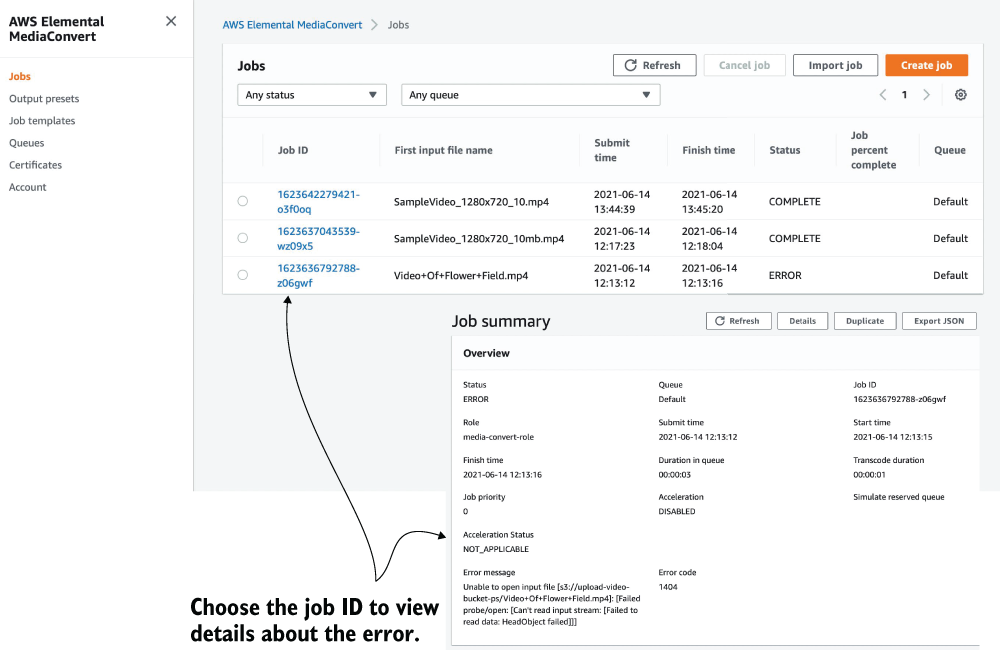 AWS Elemental
MediaConvert
Jobs
Output presets
Job templates
Queues
Certificates
Account
AWS Elemental MediaConvert > Jobs
Jobs
Refresh
Cancel job
Import job
Create job
Any status
Any queue
1
Job ID
First input file name
Submit
time
Finish time
Status
Job
percent
complete
Queue
1623642279421-
o3f0oq
SampleVideo_1280x720_10.mp4
2021-06-14
13:44:39
2021-06-14
13:45:20
COMPLETE
Default
1623637043539-
wz09x5
SampleVideo_1280x720_10mb.mp4
2021-06-14
12:17:23
2021-06-14
12:18:04
COMPLETE
Default
1623636792788-
z06gwf
Video+Of+Flower+Field.mp4
2021-06-14
12:13:12
2021-06-14
12:13:16
ERROR
Default
Job summary
Refresh
Details
Duplicate
Export JSON
Overview
Status
ERROR
Queue
Default
Job ID
1623636792788-z06gwf
Role
media-convert-role
Submit time
2021-06-14 12:13:12
Start time
2021-06-14 12:13:15
Finish time
2021-06-14 12:13:16
Duration in queue
00:00:03
Transcode duration
00:00:01
Job priority
0
Acceleration
DISABLED
Simulate reserved queue
Acceleration Status
NOT_APPLICABLE
Error message
Unable to open input file [s3://upload-video-
bucket-ps/Video+Of+Flower+Field.mp4]: [Failed
probe/open: [Can't read input stream: [Failed to
read data: HeadObject failed]]]
Error code
1404
Choose the job ID to view
details about the error.